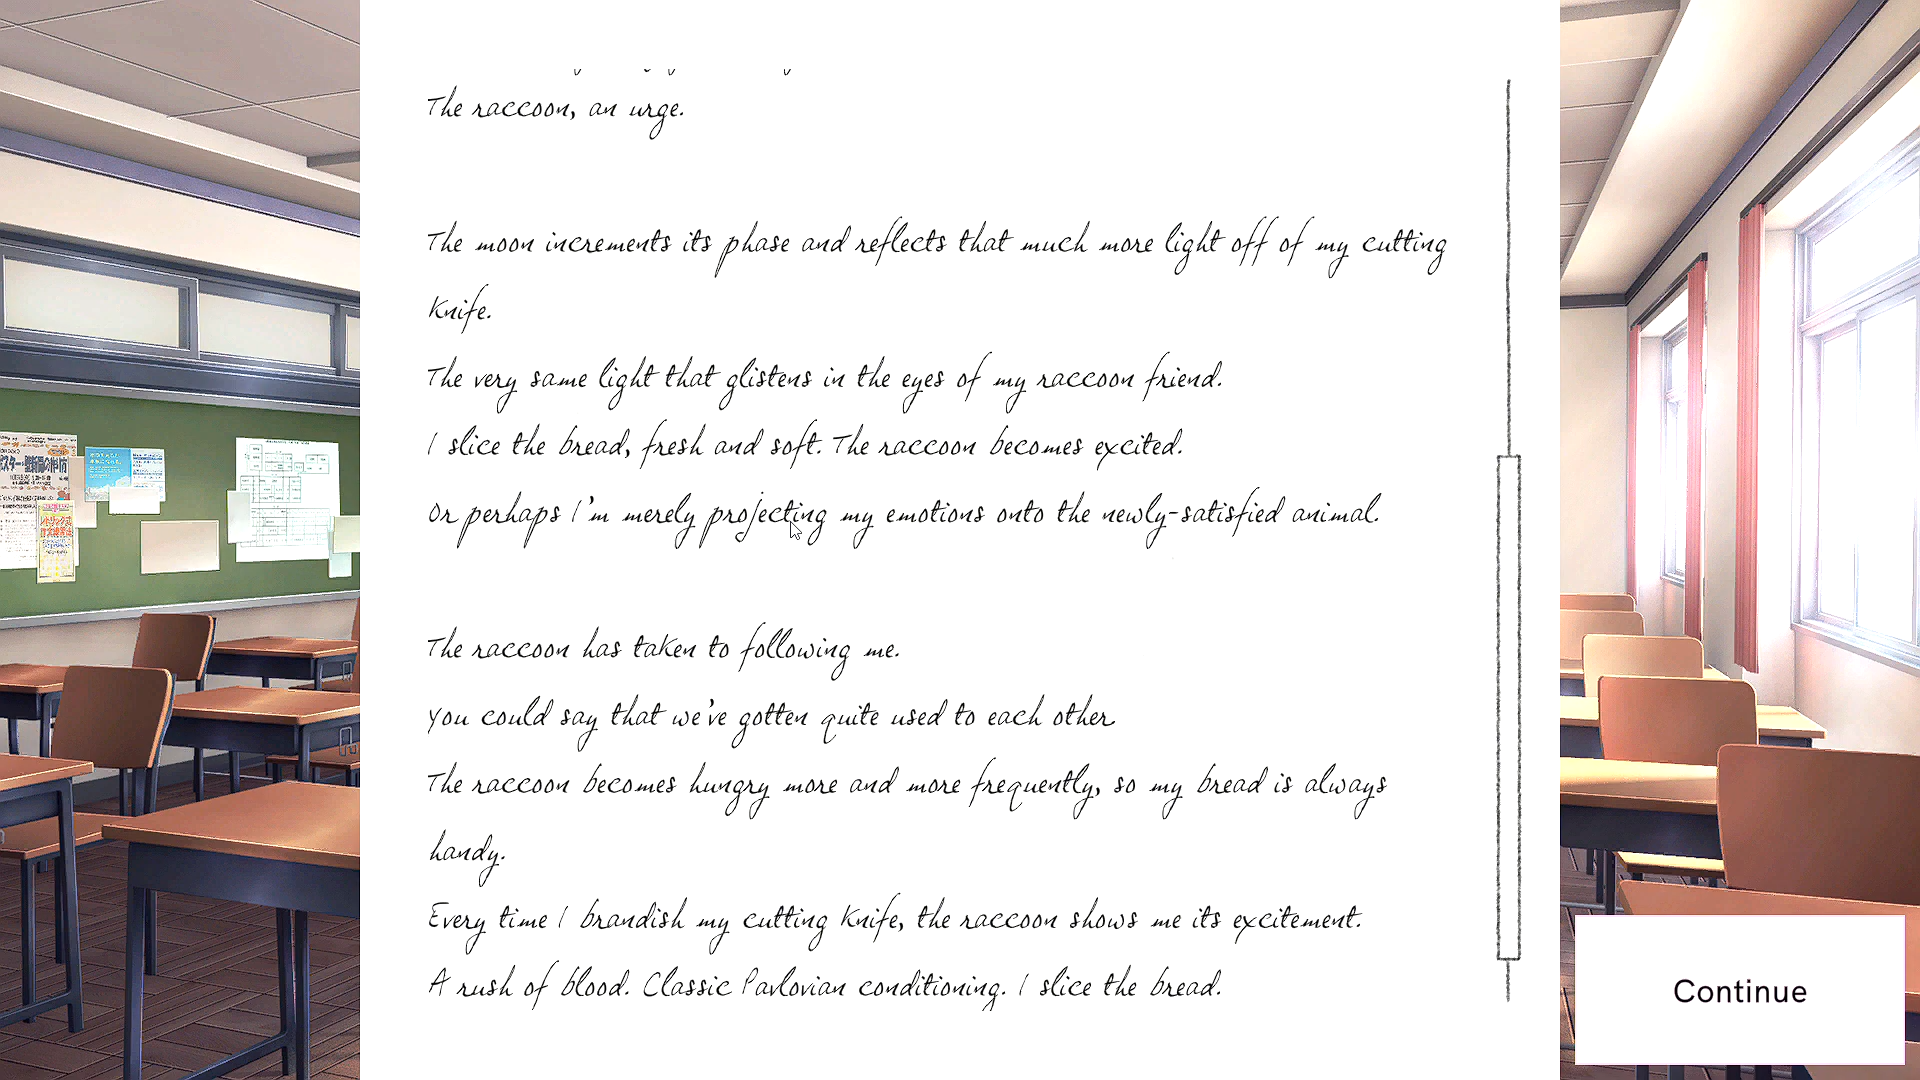 The raccoon, an urge.
The moon increments its phase and reflects that much more light off of my cutting
knife.
The very same light that glistens in the eyes of my raccoon friend.
I slice the bread, fresh and soft. The raccoon becomes excited.
Or perhaps I'm merely projecting my emotions onto the newly-satisfied animal.
The raccoon has taken to following me.
You could say that we've gotten quite used to each other.
The raccoon becomes hungry more and more frequently, so my bread is always
handy.
Every time I brandish my cutting knife, the raccoon shows me its excitement.
A rush of blood. Classic Pavlovian conditioning. I slice the bread.
Continue